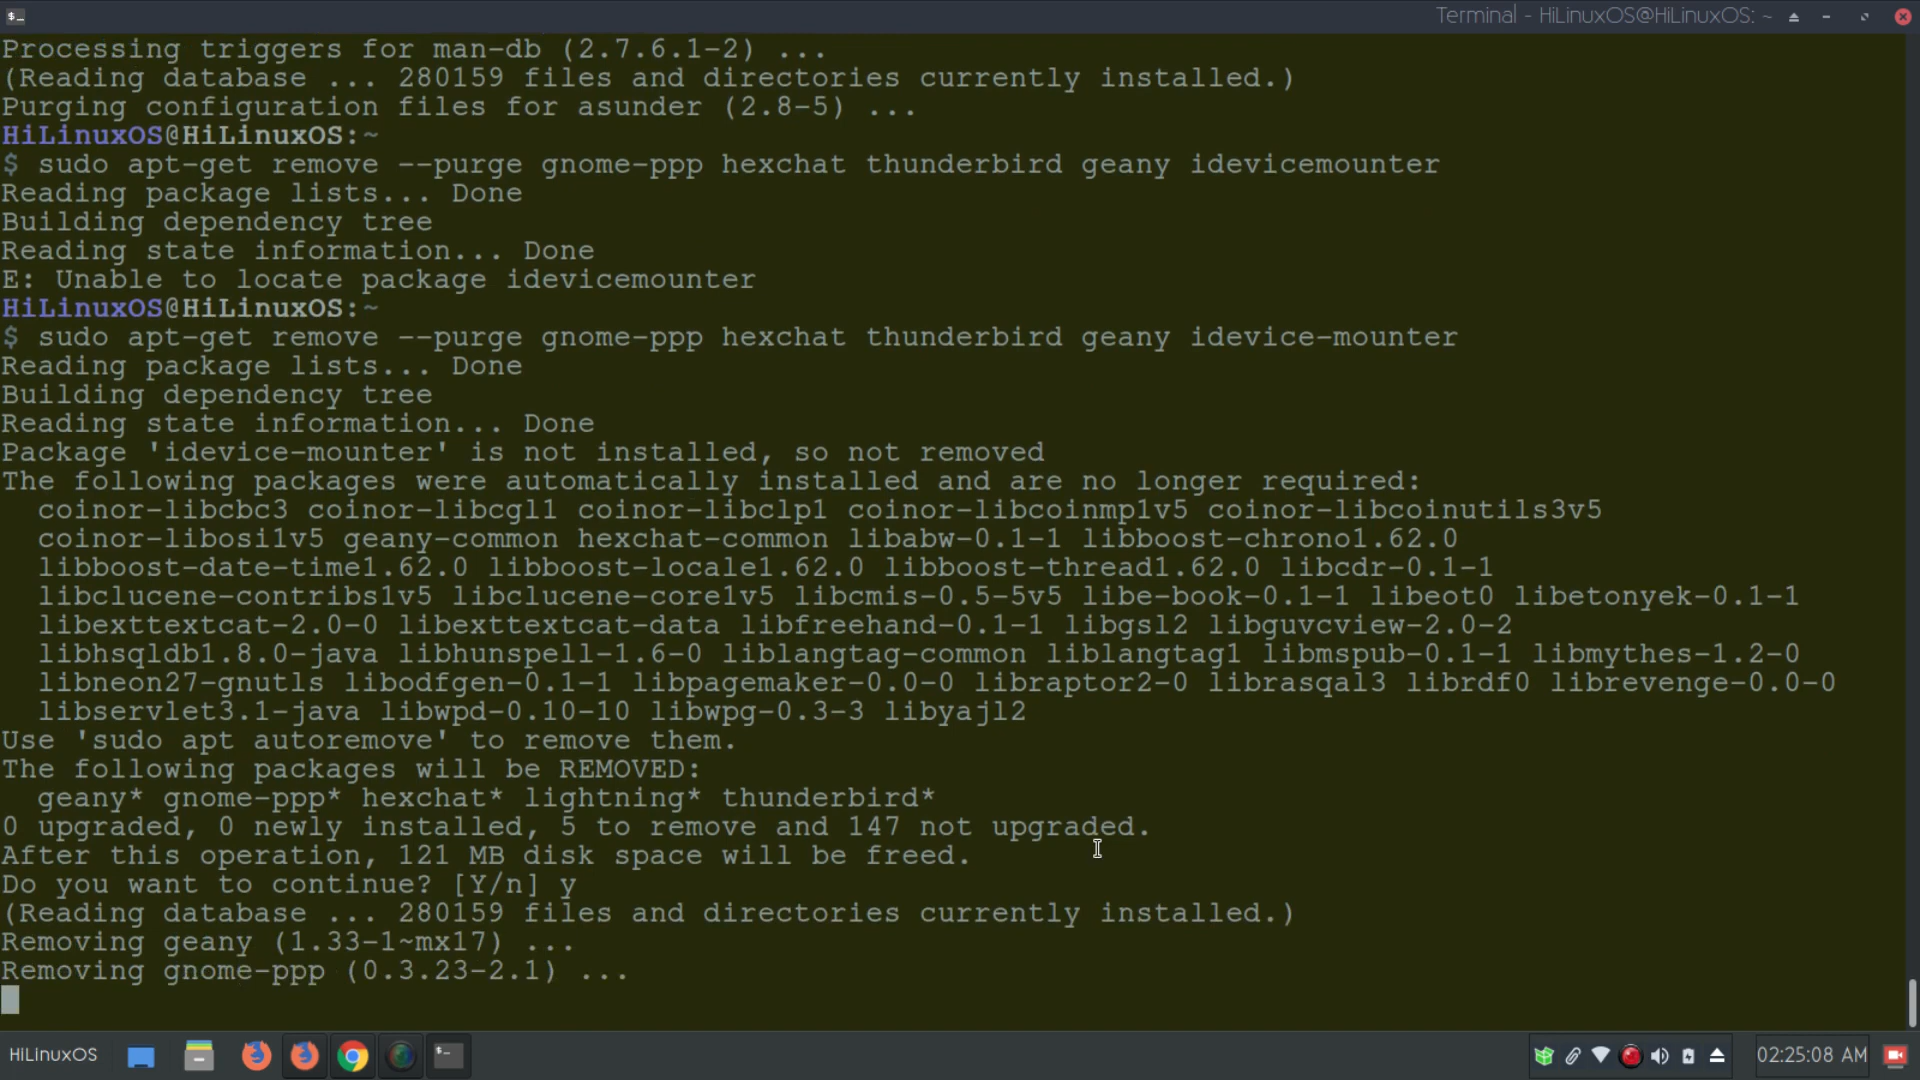 Terminal - HiLinuxOS@HiLinuxOS: ~
Processing triggers for man-db (2.7.6.1-2) ...
(Reading database ... 280159 files and directories currently installed.)
Purging configuration files for asunder (2.8-5) ...
HiLinuxOS@HiLinuxOS:~
$ sudo apt-get remove --purge gnome-ppp hexchat thunderbird geany idevicemounter
Reading package lists... Done
Building dependency tree
Reading state information... Done
E: Unable to locate package idevicemounter
HiLinuxOS@HiLinuxOS:~
$ sudo apt-get remove --purge gnome-ppp hexchat thunderbird geany idevice-mounter
Reading package lists... Done
Building dependency tree
Reading state information... Done
Package 'idevice-mounter' is not installed, so not removed
The following packages were automatically installed and are no longer required:
coinor-libcbc3 coinor-libcgl1 coinor-libclp1 coinor-libcoinmp1v5 coinor-libcoinutils3v5
coinor-libosi1v5 geany-common hexchat-common libabw-0.1-1 libboost-chrono1.62.0
libboost-date-time1.62.0 libboost-locale1.62.0 libboost-thread1.62.0 libcdr-0.1-1
libclucene-contribs1v5 libclucene-core1v5 libcmis-0.5-5v5 libe-book-0.1-1 libeot0 libetonyek-0.1-1
libexttextcat-2.0-0 libexttextcat-data libfreehand-0.1-1 libgsl2 libguvcview-2.0-2
libhsqldb1.8.0-java libhunspell-1.6-0 liblangtag-common liblangtag1 libmspub-0.1-1 libmythes-1.2-0
libneon27-gnutls libodfgen-0.1-1 libpagemaker-0.0-0 libraptor2-0 librasqal3 librdf0 librevenge-0.0-0
libservlet3.1-java libwpd-0.10-10 libwpg-0.3-3 libyajl2
Use 'sudo apt autoremove' to remove them.
The following packages will be REMOVED:
geany* gnome-ppp* hexchat* lightning* thunderbird*
0 upgraded, 0 newly installed, 5 to remove and 147 not upgraded.
After this operation, 121 MB disk space will be freed.
Do you want to continue? [Y/n] y
(Reading database ... 280159 files and directories currently installed.)
Removing geany (1.33-1~mx17) ...
Removing gnome-ppp (0.3.23-2.1) ...
HiLinuxOS
02:25:08 AM